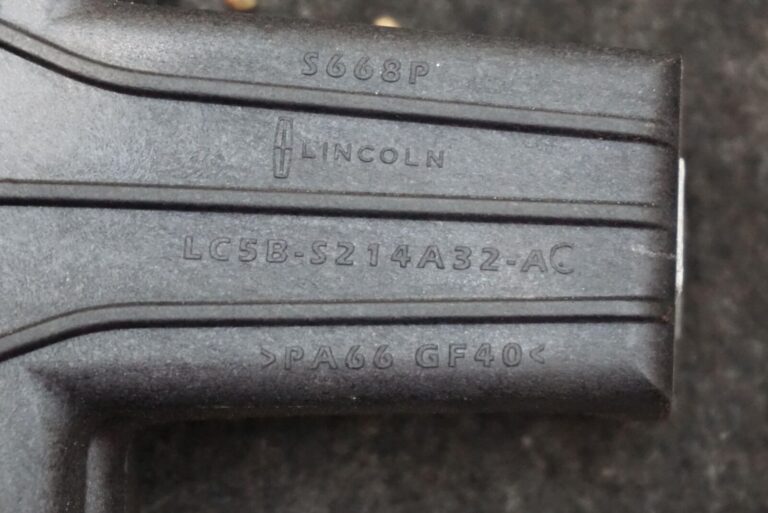 S668P
LINCOLN
LC5B-S214A32-AC
>PA66 GF40<